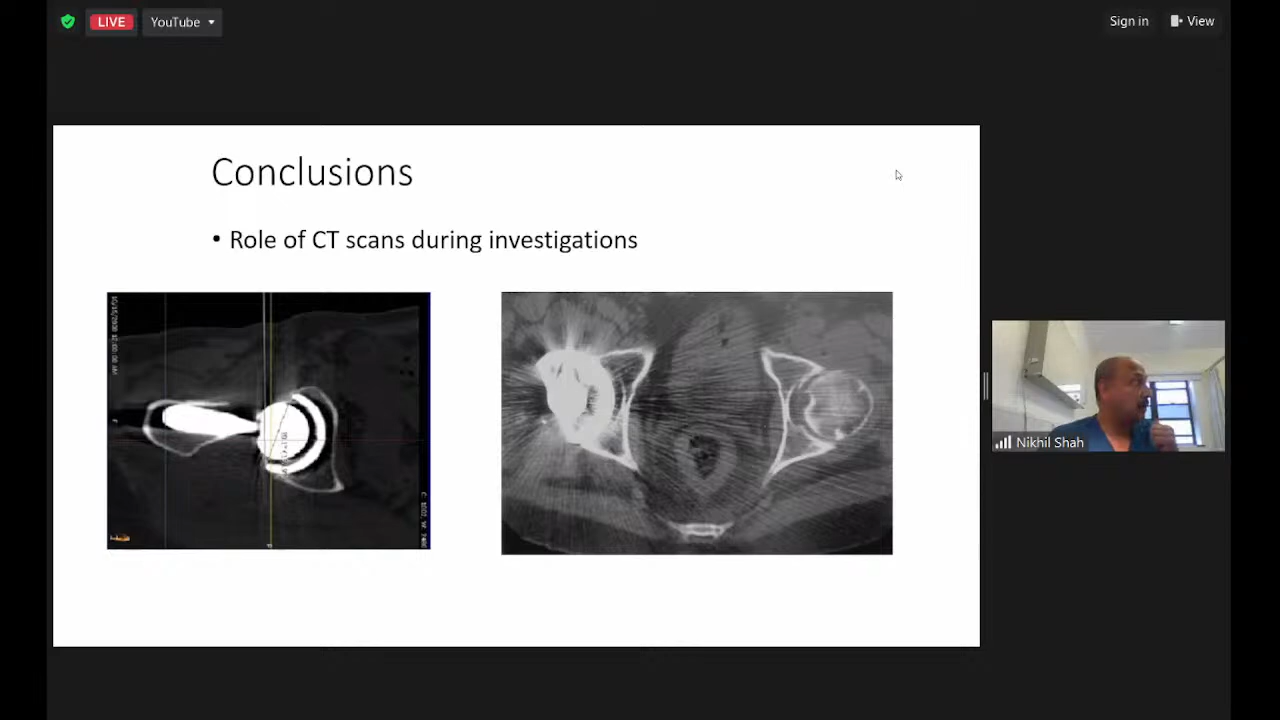 LIVE
YouTube
Sign in
View
Conclusions
• Role of CT scans during investigations
Nikhil Shah